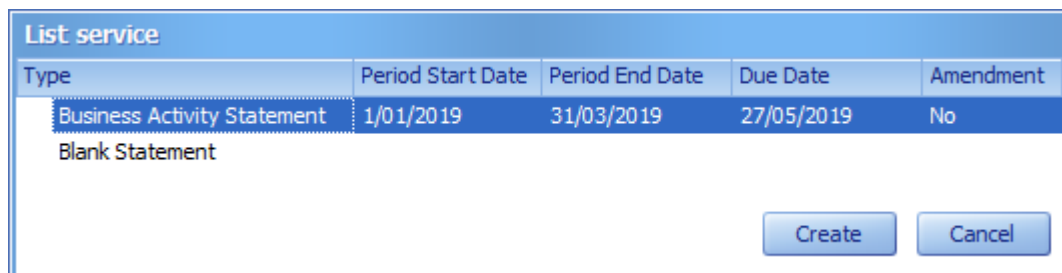 List service
Type Period Start Date Period End Date Due Date Amendment
Business Activity Statement 1/01/2019 31/03/2019 27/05/2019 No
Blank Statement
Create Cancel